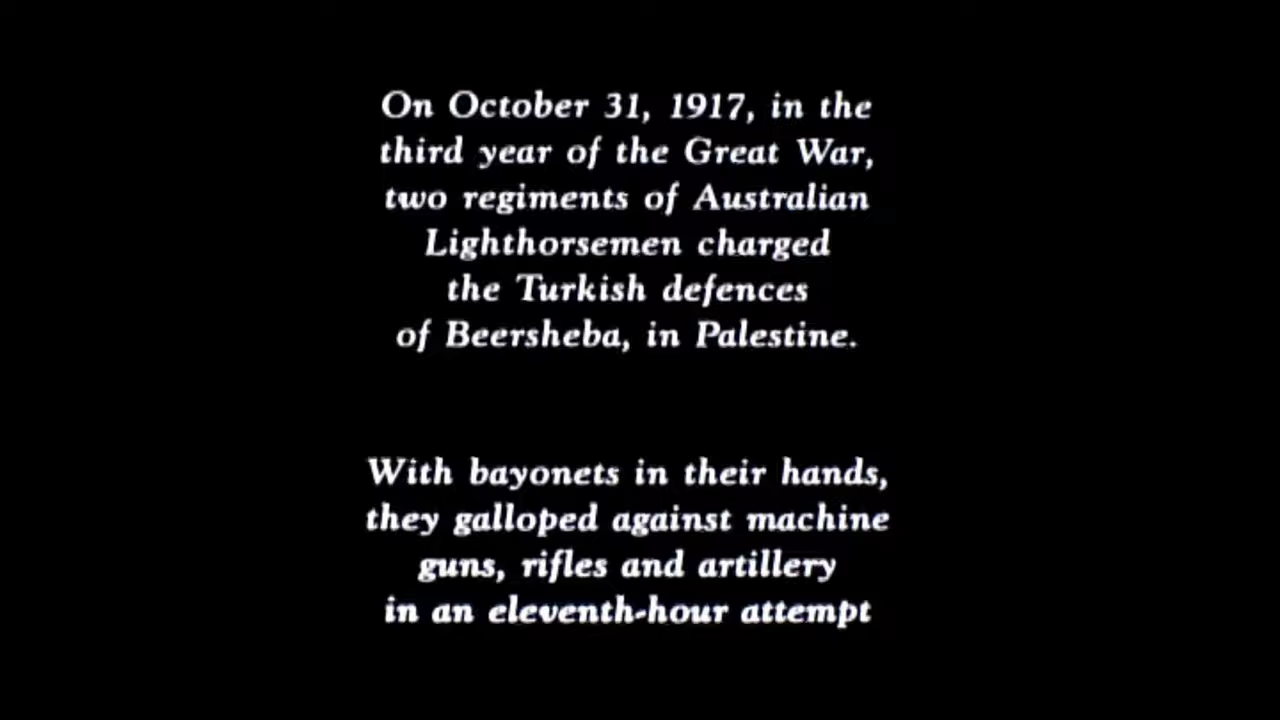 On October 31, 1917, in the
third year of the Great War,
two regiments of Australian
Lighthorsemen charged
the Turkish defences
of Beersheba, in Palestine.
With bayonets in their hands,
they galloped against machine
guns, rifles and artillery
in an eleventh-hour attempt